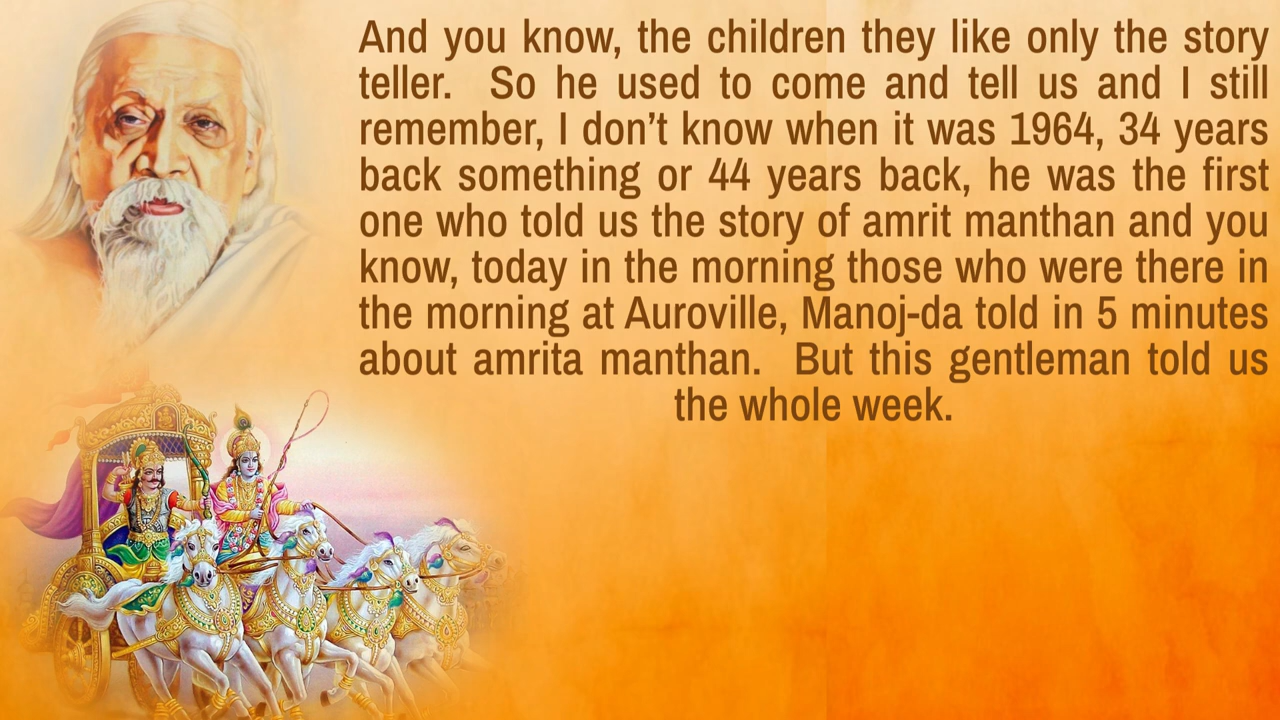 And you know, the children they like only the story
teller.  So he used to come and tell us and I still
remember, I don’t know when it was 1964, 34 years
back something or 44 years back, he was the first
one who told us the story of amrit manthan and you
know, today in the morning those who were there in
the morning at Auroville, Manoj-da told in 5 minutes
about amrita manthan.  But this gentleman told us
the whole week.